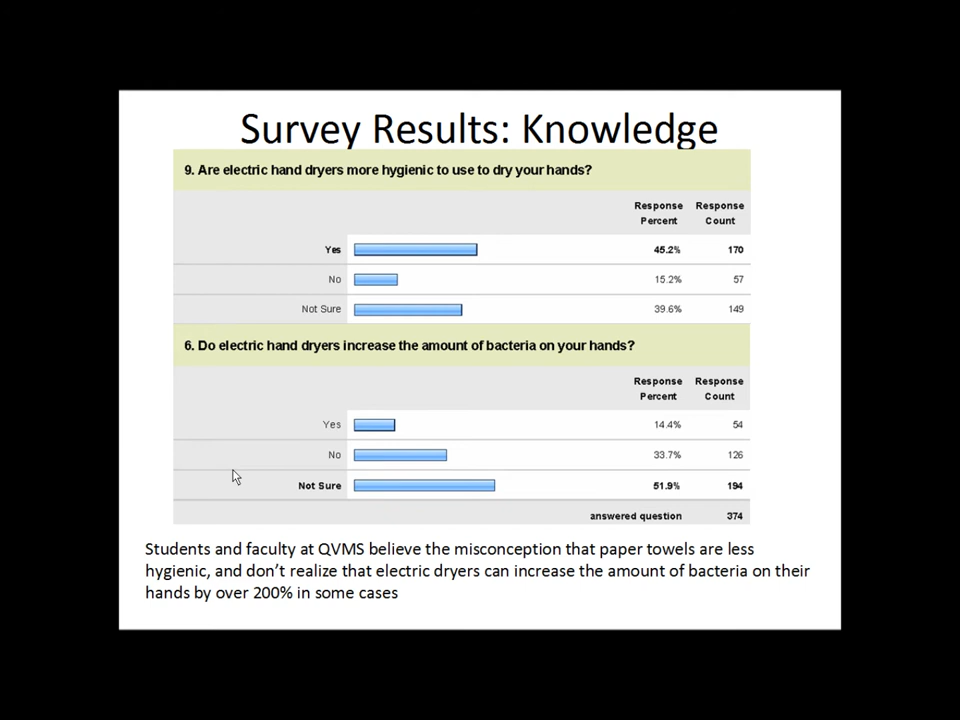 Survey Results: Knowledge
9. Are electric hand dryers more hygienic to use to dry your hands?
Response Percent Response Count
Yes 45.2% 170
No 15.2% 57
Not Sure 39.6% 149
6. Do electric hand dryers increase the amount of bacteria on your hands?
Response Percent Response Count
Yes 14.4% 54
No 33.7% 126
Not Sure 51.9% 194
answered question 374
Students and faculty at QVMS believe the misconception that paper towels are less
hygienic, and don’t realize that electric dryers can increase the amount of bacteria on their
hands by over 200% in some cases